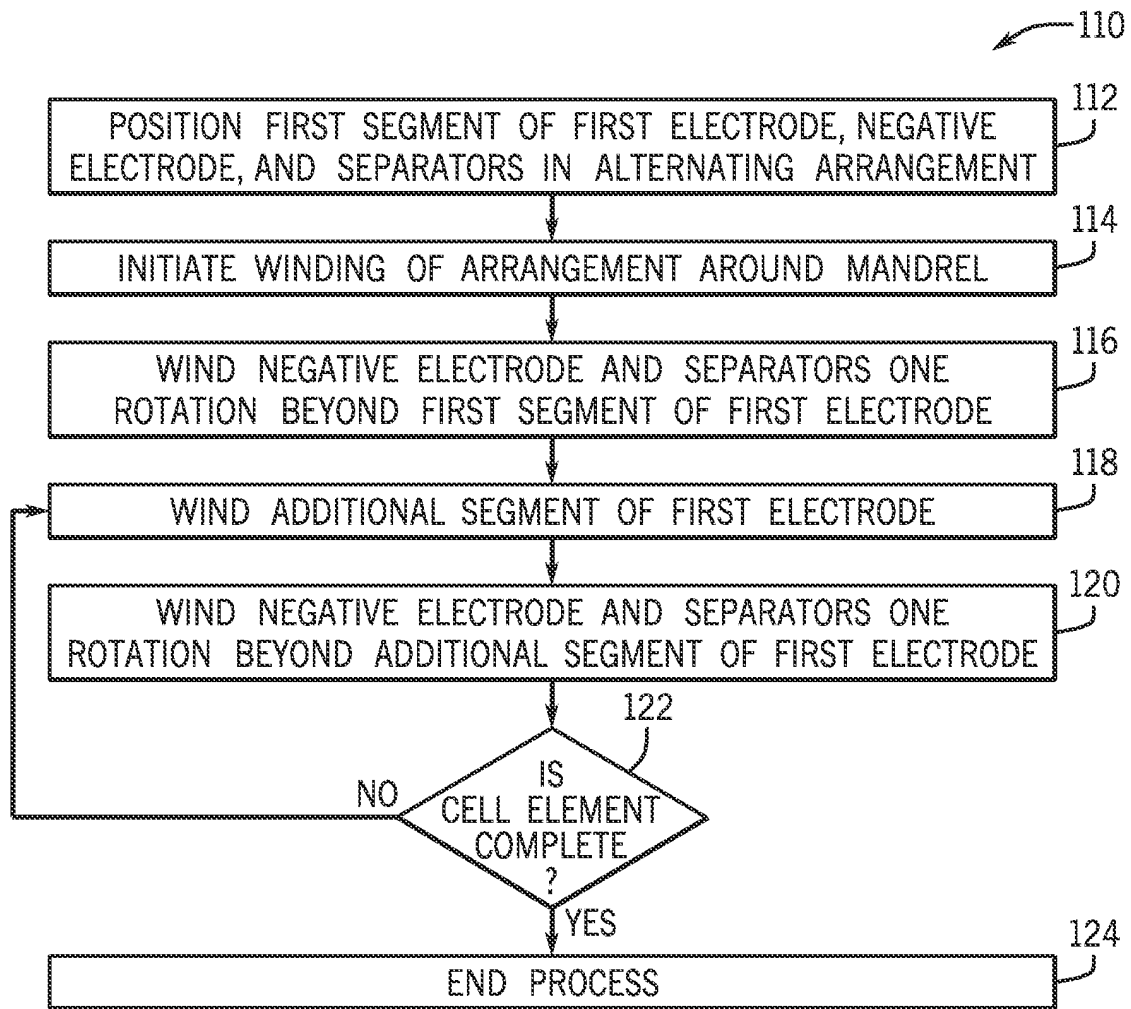 110
112
POSITION FIRST SEGMENT OF FIRST ELECTRODE, NEGATIVE
ELECTRODE, AND SEPARATORS IN ALTERNATING ARRANGEMENT
114
INITIATE WINDING OF ARRANGEMENT AROUND MANDREL
116
WIND NEGATIVE ELECTRODE AND SEPARATORS ONE
ROTATION BEYOND FIRST SEGMENT OF FIRST ELECTRODE
118
WIND ADDITIONAL SEGMENT OF FIRST ELECTRODE
120
WIND NEGATIVE ELECTRODE AND SEPARATORS ONE
ROTATION BEYOND ADDITIONAL SEGMENT OF FIRST ELECTRODE
122
IS
CELL ELEMENT
COMPLETE
?
NO
YES
124
END PROCESS